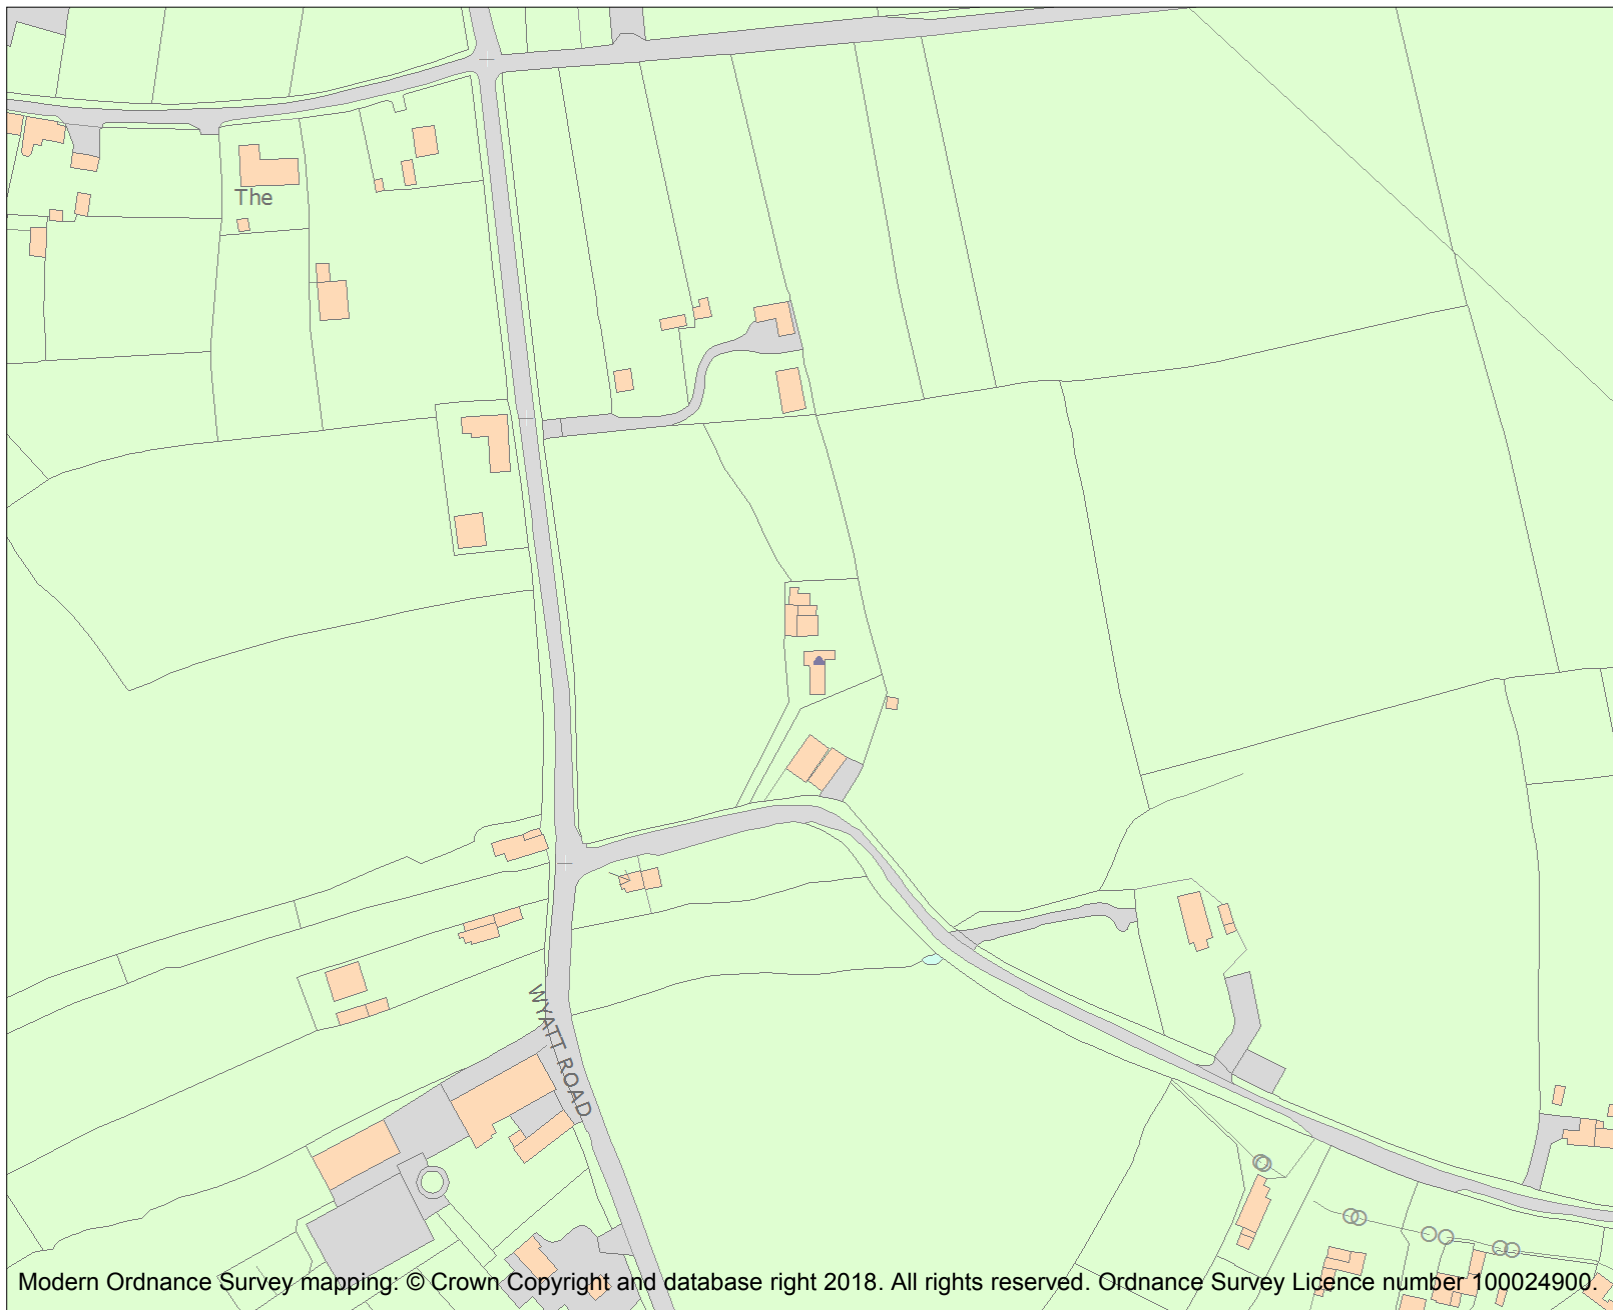 The
WYATT ROAD
Modern Ordnance Survey mapping: © Crown Copyright and database right 2018. All rights reserved. Ordnance Survey Licence number 100024900.